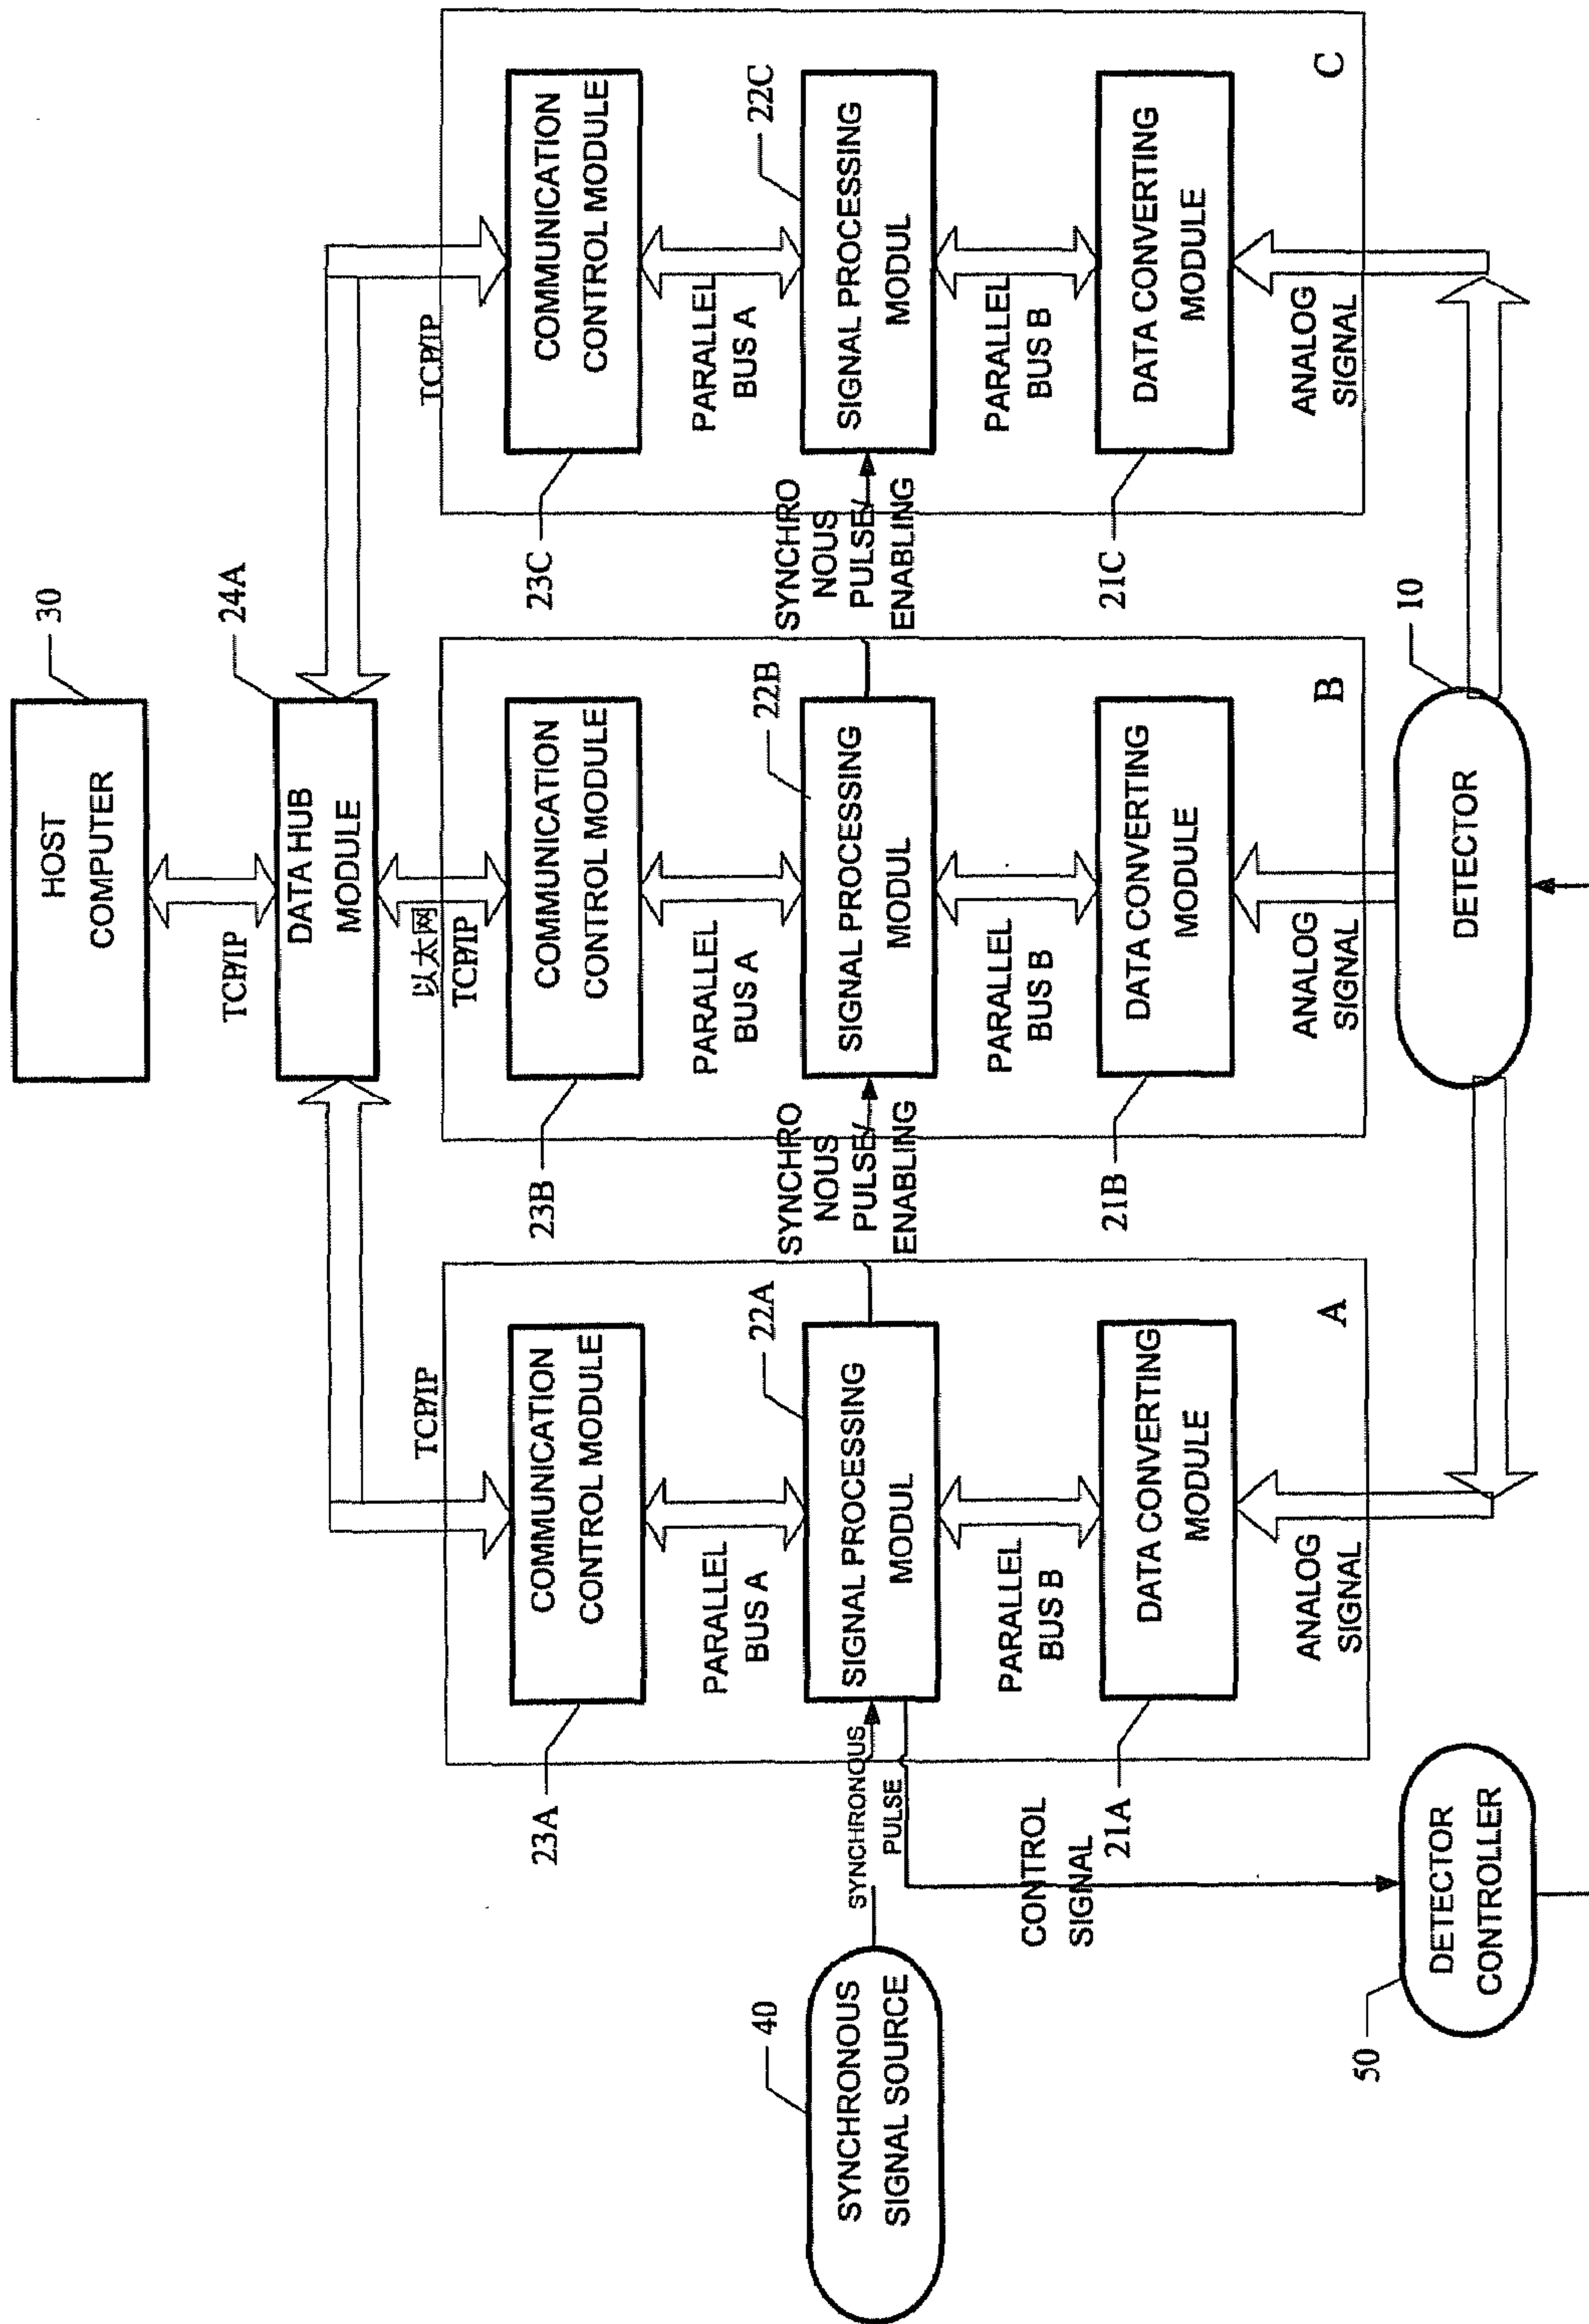 HOST
COMPUTER
30
TCP/IP
DATA HUB
MODULE
24A
TCP/IP
以太网
TCP/IP
TCP/IP
COMMUNICATION
CONTROL MODULE
23A
PARALLEL
BUS A
SIGNAL PROCESSING
MODUL
22A
PARALLEL
BUS B
DATA CONVERTING
MODULE
21A
ANALOG
SIGNAL
A
COMMUNICATION
CONTROL MODULE
23B
PARALLEL
BUS A
SYNCHRO
NOUS
PULSE/
ENABLING
SIGNAL PROCESSING
MODUL
22B
PARALLEL
BUS B
DATA CONVERTING
MODULE
21B
ANALOG
SIGNAL
B
COMMUNICATION
CONTROL MODULE
23C
PARALLEL
BUS A
SYNCHRO
NOUS
PULSE/
ENABLING
SIGNAL PROCESSING
MODUL
22C
PARALLEL
BUS B
DATA CONVERTING
MODULE
21C
ANALOG
SIGNAL
C
SYNCHRONOUS
SIGNAL SOURCE
40
SYNCHRONOUS
PULSE
CONTROL
SIGNAL
DETECTOR
CONTROLLER
50
DETECTOR
10